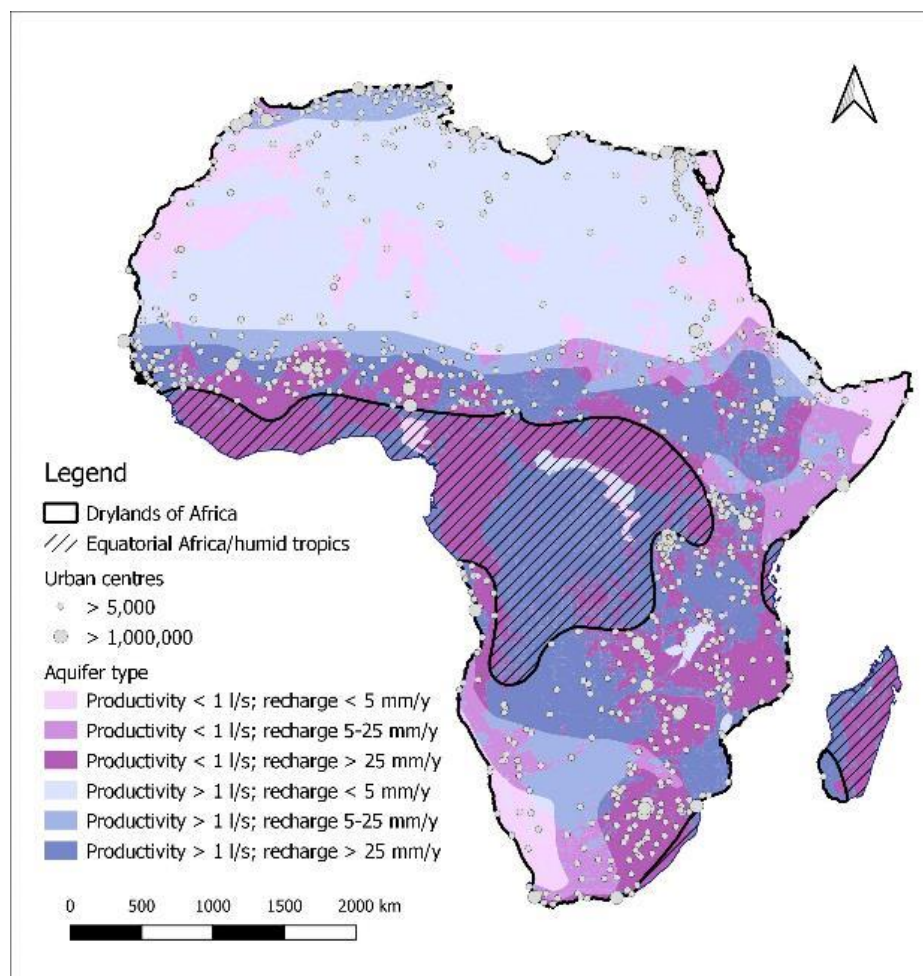 Legend
Drylands of Africa
Equatorial Africa/humid tropics
Urban centres
> 5,000
> 1,000,000
Aquifer type
Productivity < 1 l/s; recharge < 5 mm/y
Productivity < 1 l/s; recharge 5-25 mm/y
Productivity < 1 l/s; recharge > 25 mm/y
Productivity > 1 l/s; recharge < 5 mm/y
Productivity > 1 l/s; recharge 5-25 mm/y
Productivity > 1 l/s; recharge > 25 mm/y
0 500 1000 1500 2000 km